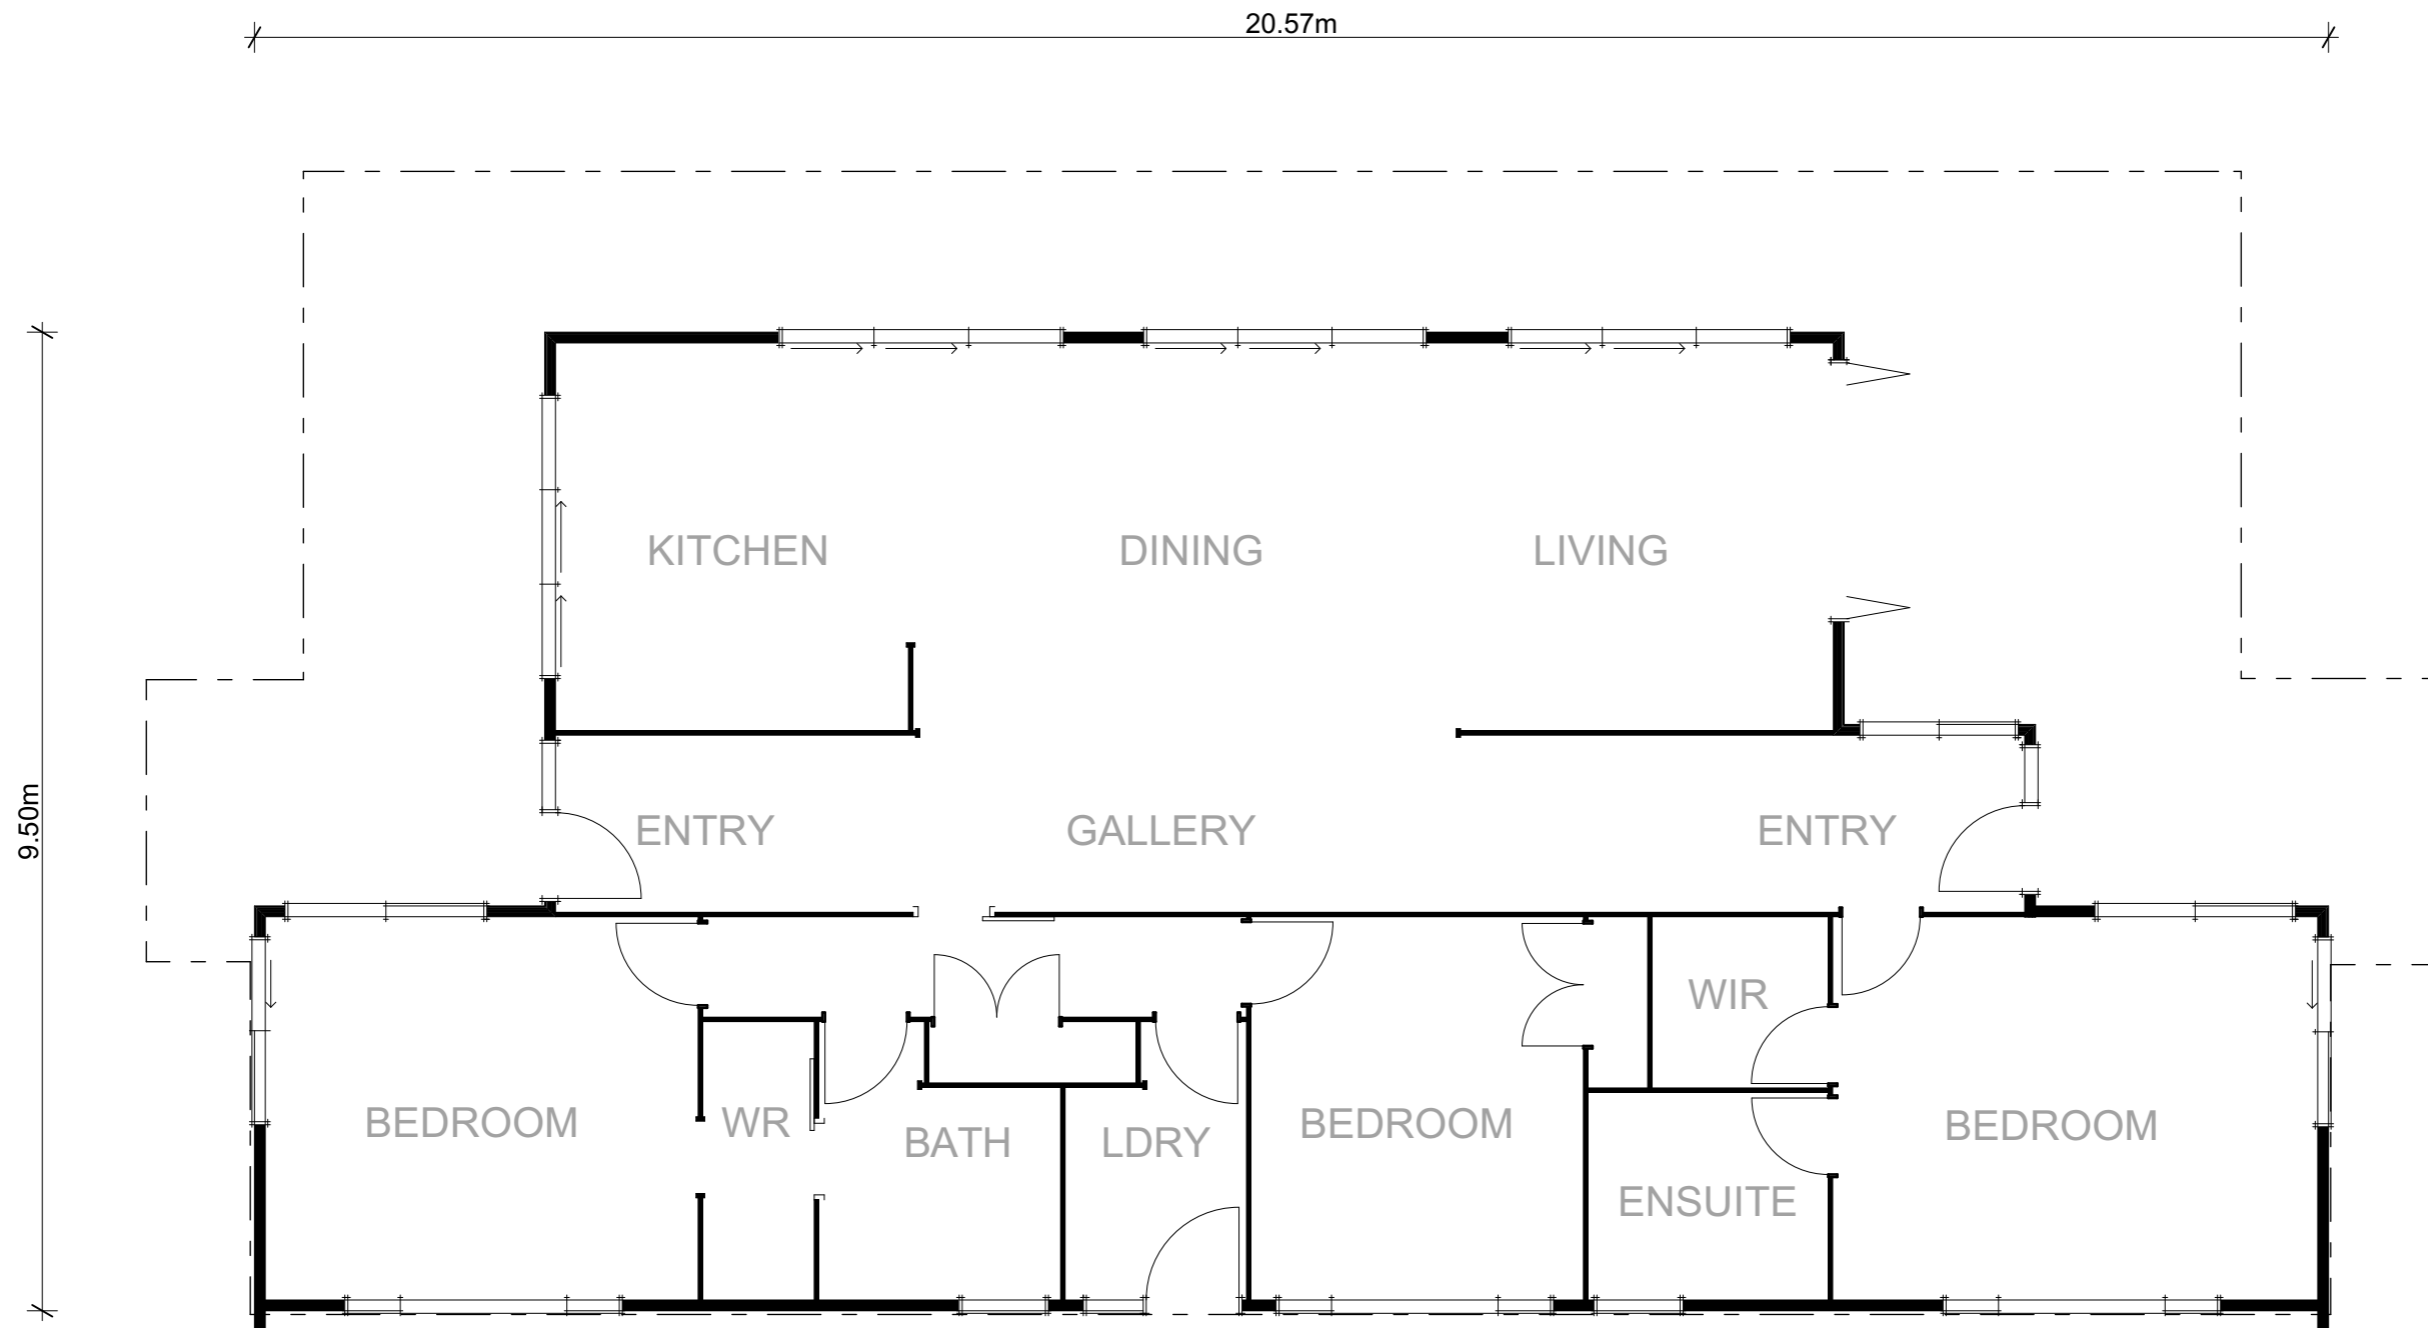 20.57m
KITCHEN
DINING
LIVING
9.50m
ENTRY
GALLERY
ENTRY
WIR
BEDROOM
WR
BATH
LDRY
BEDROOM
BEDROOM
ENSUITE